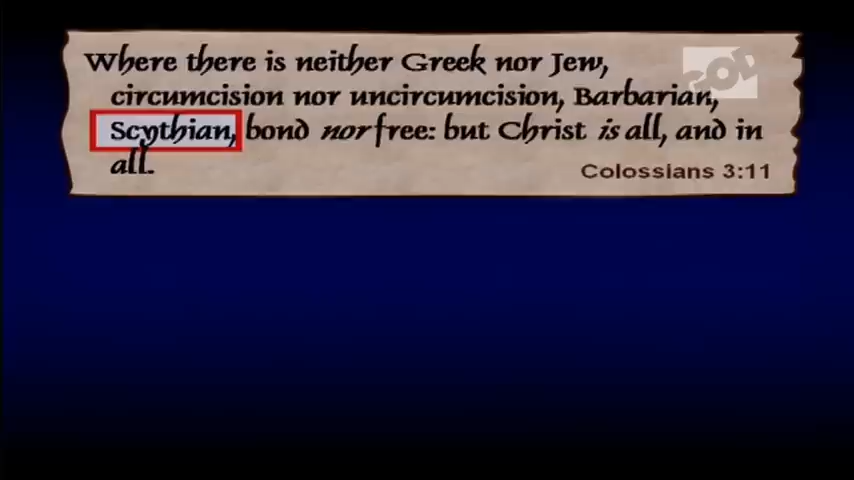 Where there is neither Greek nor Jew,
circumcision nor uncircumcision, Barbarian,
Scythian, bond nor free: but Christ is all, and in
all.
Colossians 3:11
GOD